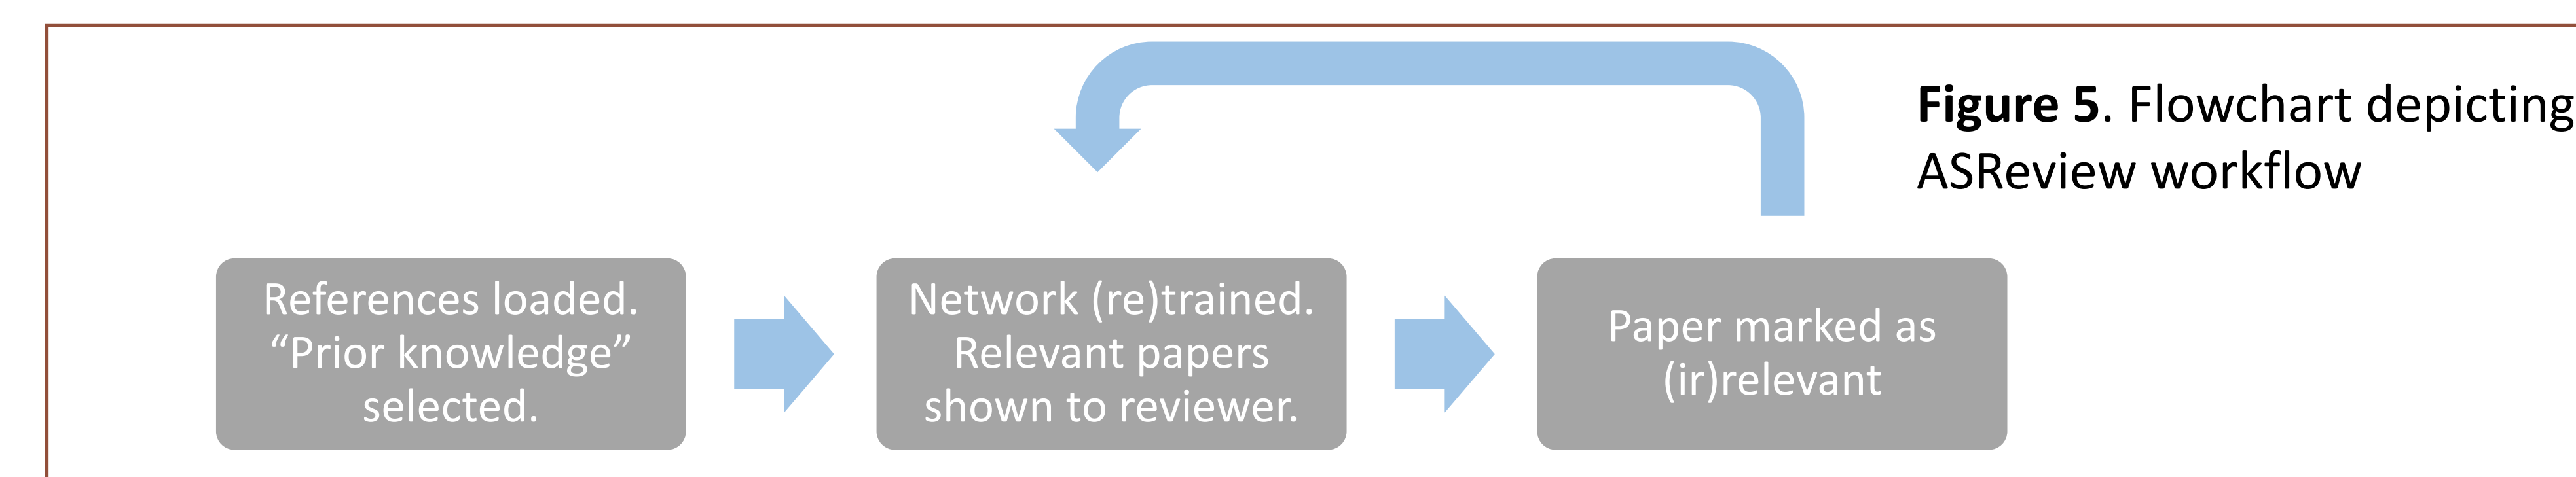 Figure 5. Flowchart depicting
ASReview workflow
References loaded.
“Prior knowledge”
selected.
Network (re)trained.
Relevant papers
shown to reviewer.
Paper marked as
(ir)relevant